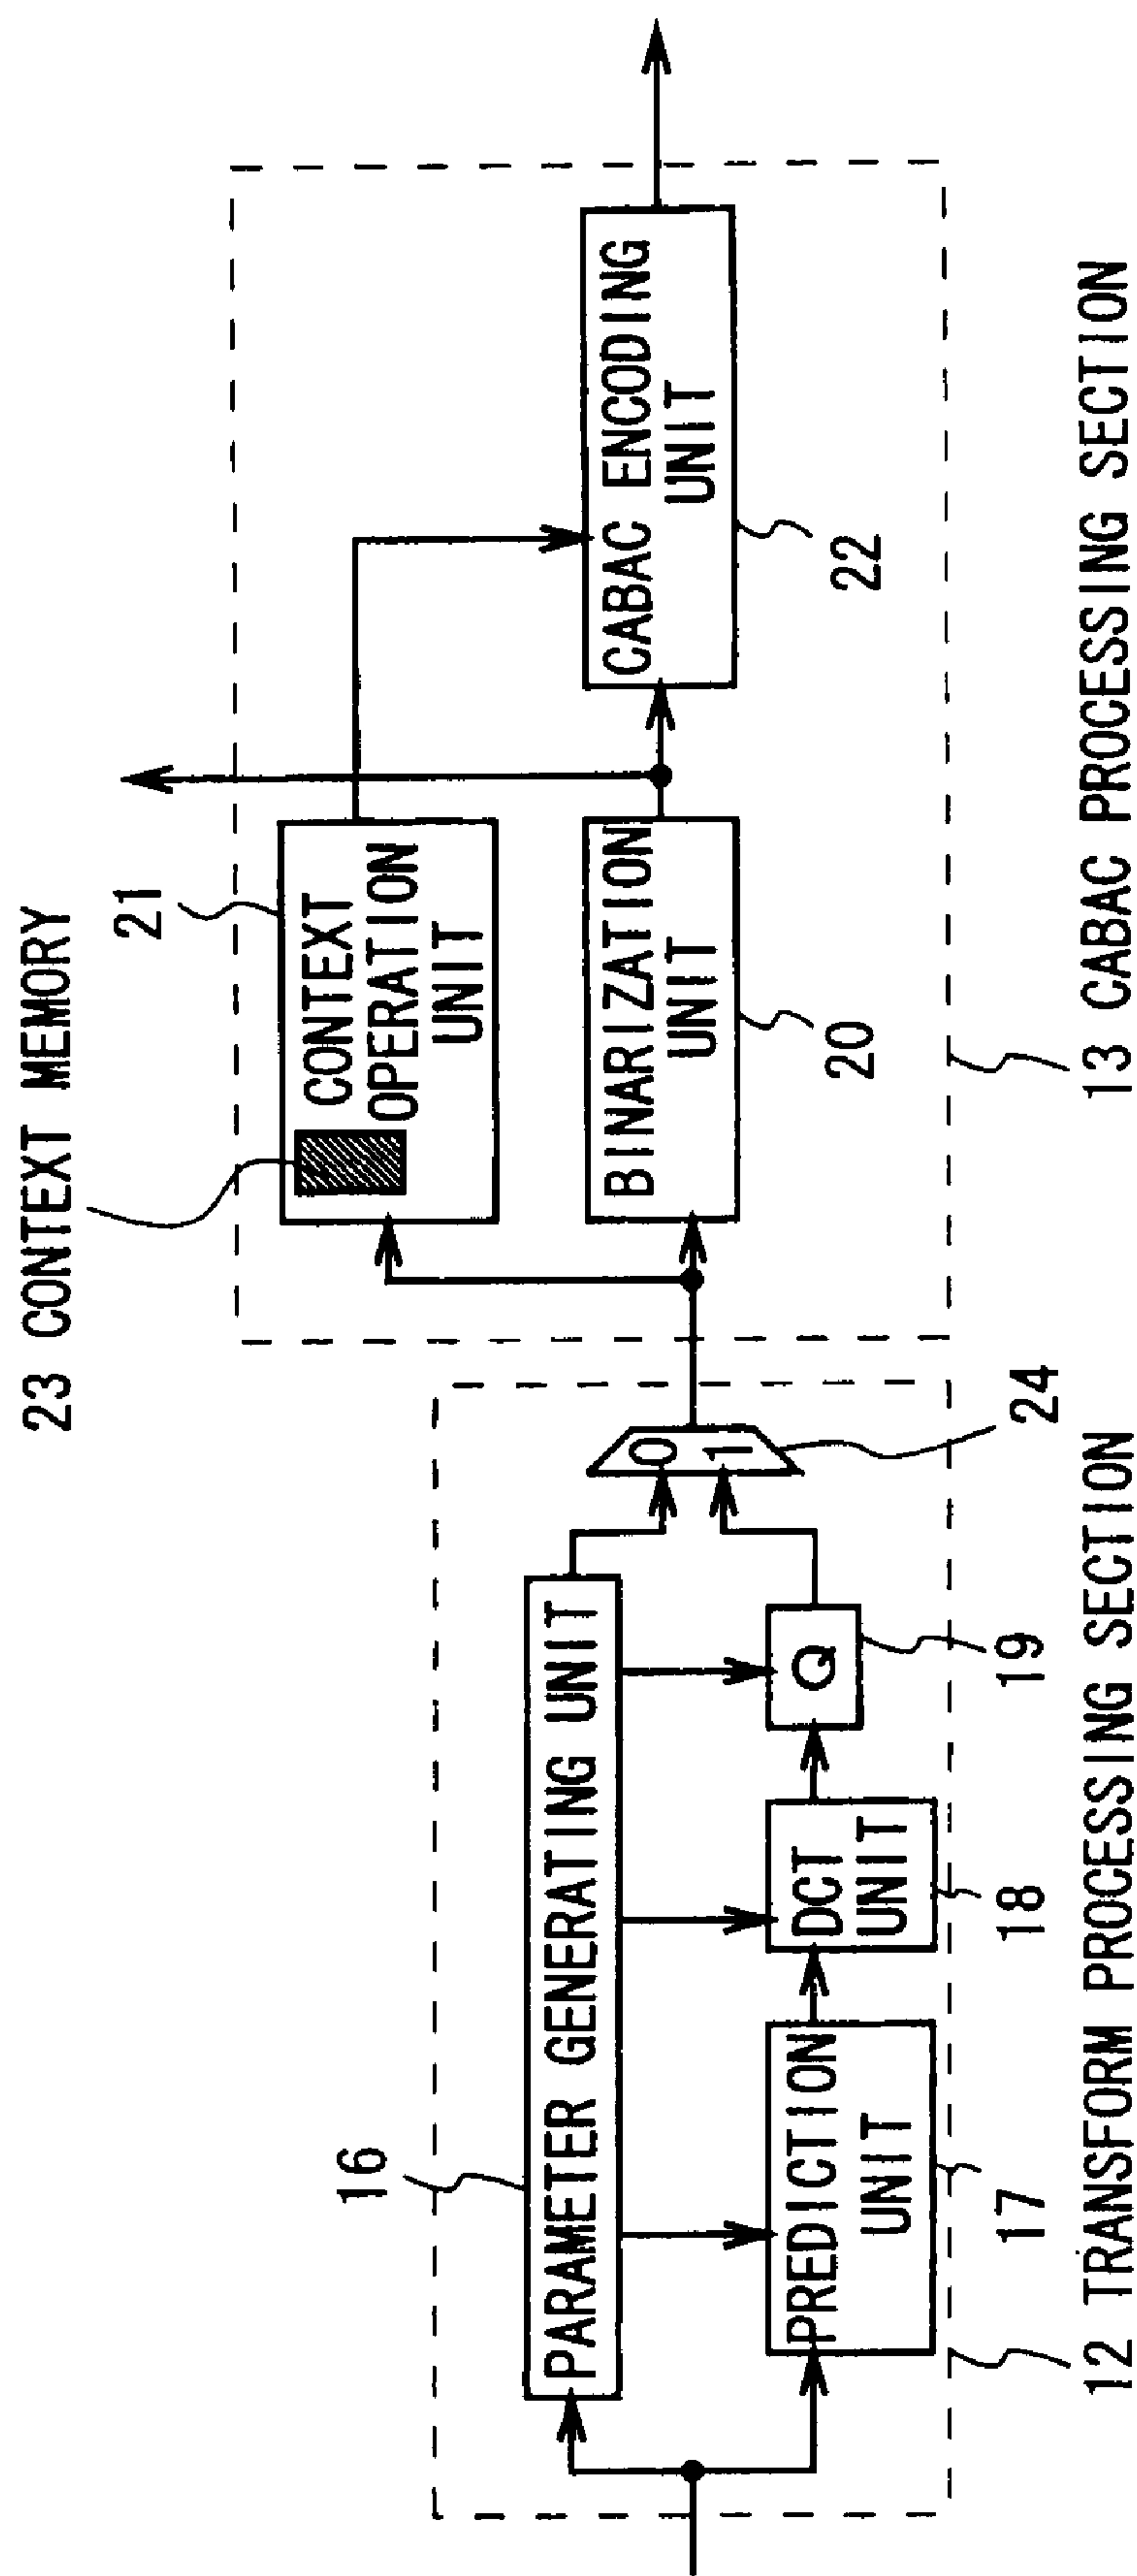 23 CONTEXT MEMORY
21
CONTEXT
OPERATION
UNIT
16
PARAMETER GENERATING UNIT
0
1
24
BINARIZATION
UNIT
20
CABAC ENCODING
UNIT
22
PREDICTION
UNIT
17
DCT
UNIT
18
Q
19
12 TRANSFORM PROCESSING SECTION
13 CABAC PROCESSING SECTION